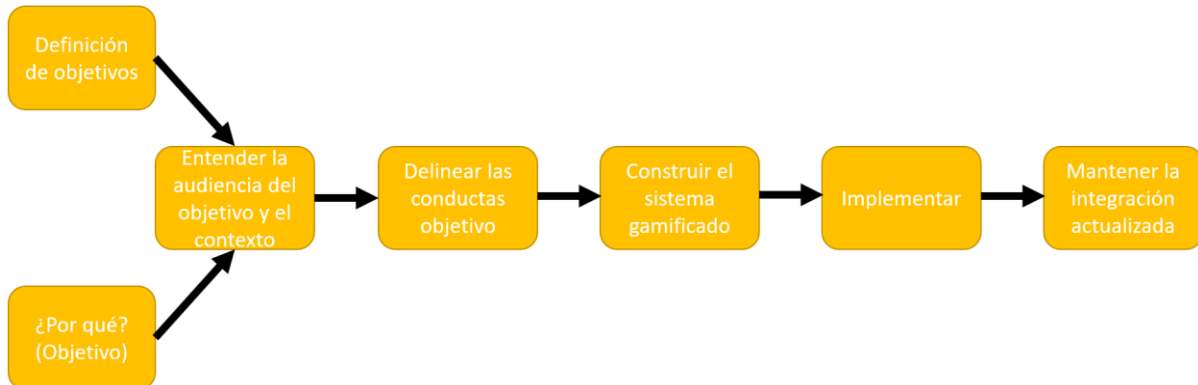 Definición
de objetivos
Entender la
audiencia del
objetivo y el
contexto
Delinear las
conductas
objetivo
Construir el
sistema
gamificado
Implementar
Mantener la
integración
actualizada
¿Por qué?
(Objetivo)